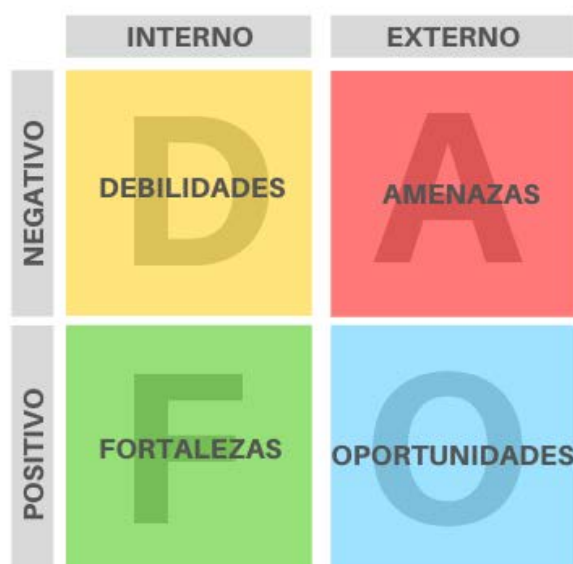 INTERNO
EXTERNO
NEGATIVO
D
DEBILIDADES
A
AMENAZAS
POSITIVO
F
FORTALEZAS
O
OPORTUNIDADES